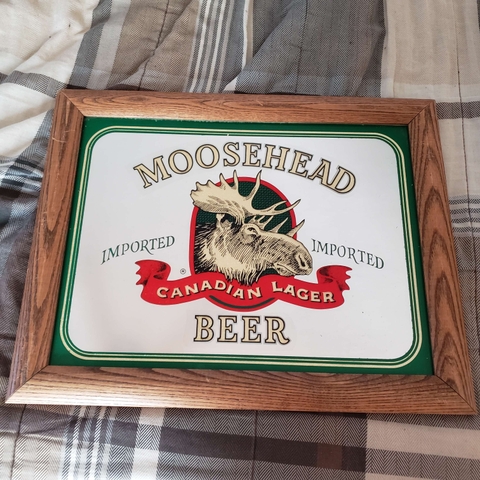 MOOSEHEAD
IMPORTED IMPORTED
®
CANADIAN LAGER
BEER